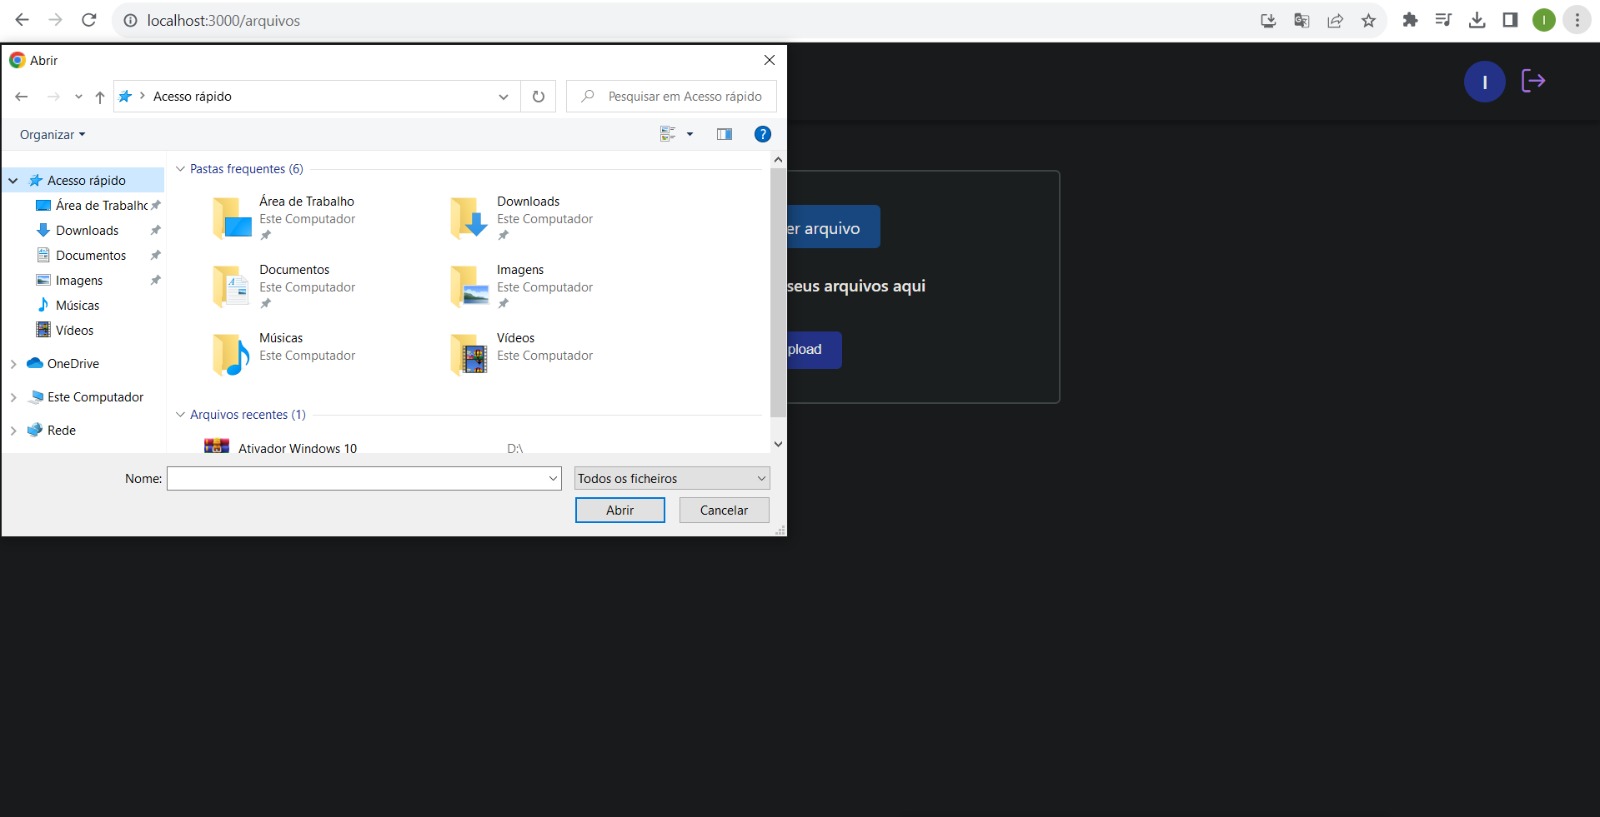 localhost:3000/arquivos
I
Abrir
Acesso rápido
Pesquisar em Acesso rápido
I
Organizar
?
Acesso rápido
Área de Trabalho
Downloads
Documentos
Imagens
Músicas
Vídeos
OneDrive
Este Computador
Rede
Pastas frequentes (6)
Área de Trabalho
Este Computador
Downloads
Este Computador
Documentos
Este Computador
Imagens
Este Computador
Músicas
Este Computador
Vídeos
Este Computador
Arquivos recentes (1)
Ativador Windows 10 D:\
Nome:
Todos os ficheiros
Abrir
Cancelar
er arquivo
seus arquivos aqui
pload